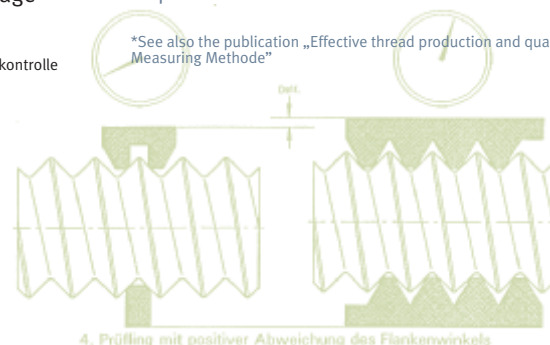 kontrolle
*See also the publication „Effective thread production and qua
Measuring Methode”
4. Prüfling mit positiver Abweichung des Flankenwinkels